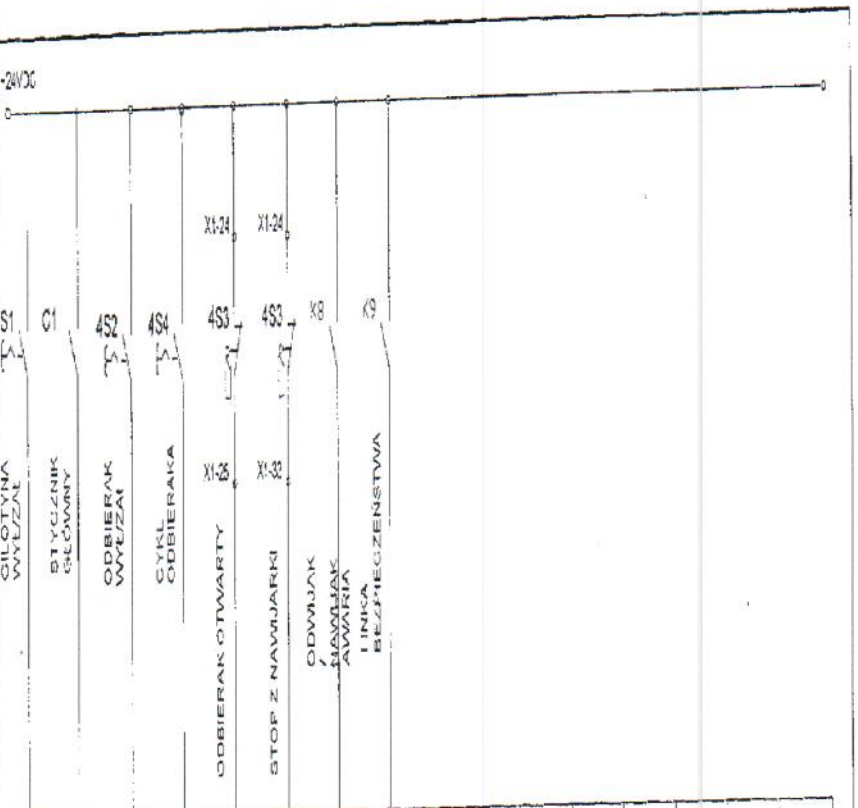 -24VDC
X1-24
X1-24
S1
C1
4S2
4S4
4S3
4S3
K8
K9
X1-25
X1-32
GILOTYNA
WYŁ/ZAŁ
STYCZNIK
GŁÓWNY
ODBIERAK
WYŁ/ZAŁ
CYKL
ODBIERAKA
ODBIERAK OTWARTY
STOP Z NAWIJARKI
ODWIJAK
/
NAWIJAK
AWARIA
LINKA
BEZPIECZEŃSTWA